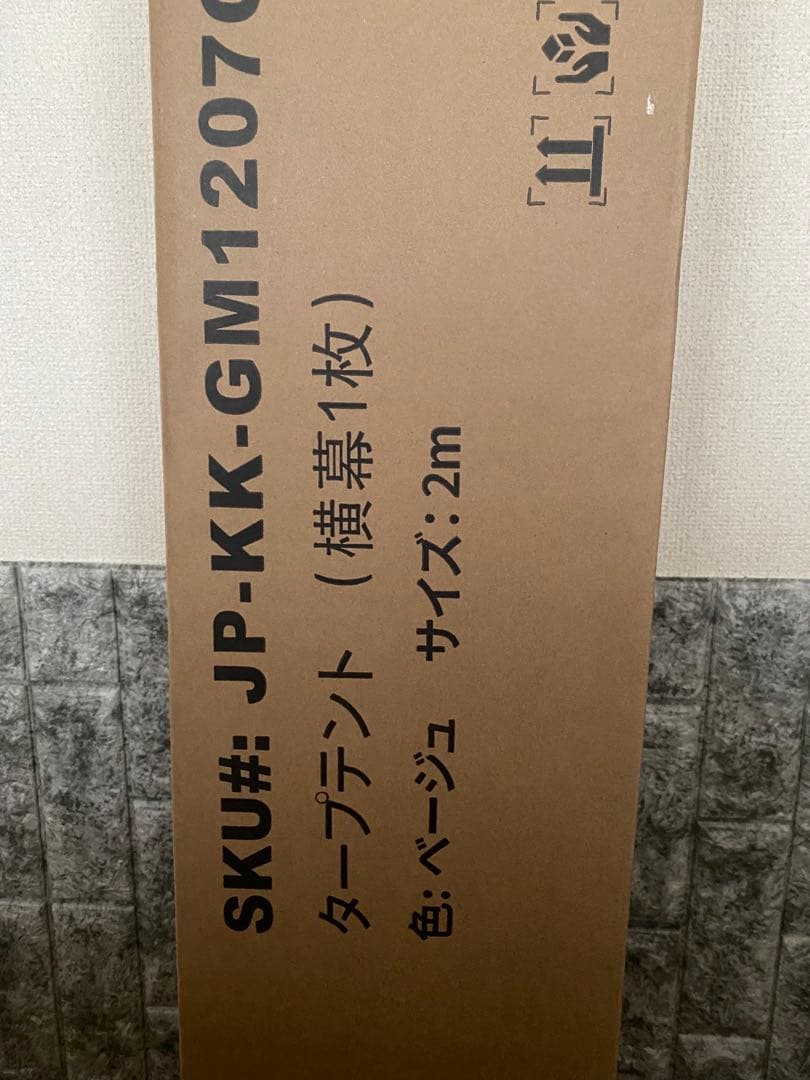 SKU#: JP-KK-GM1207
タープテント （横幕1枚）
色: ベージュ サイズ: 2m